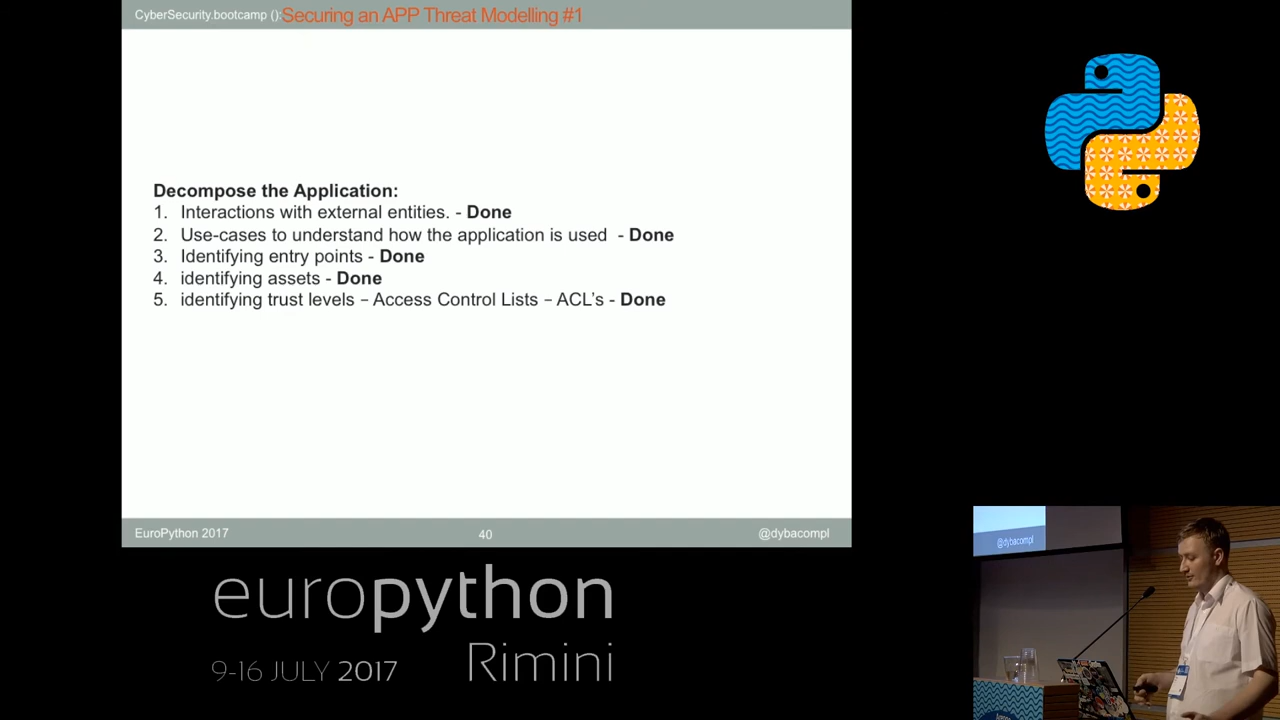 CyberSecurity.bootcamp (): Securing an APP Threat Modelling #1
Decompose the Application:
1. Interactions with external entities. - Done
2. Use-cases to understand how the application is used - Done
3. Identifying entry points - Done
4. identifying assets - Done
5. identifying trust levels – Access Control Lists – ACL’s - Done
EuroPython 2017 40 @dybacompl
europython
Rimini
9-16 JULY 2017
@dybacompl